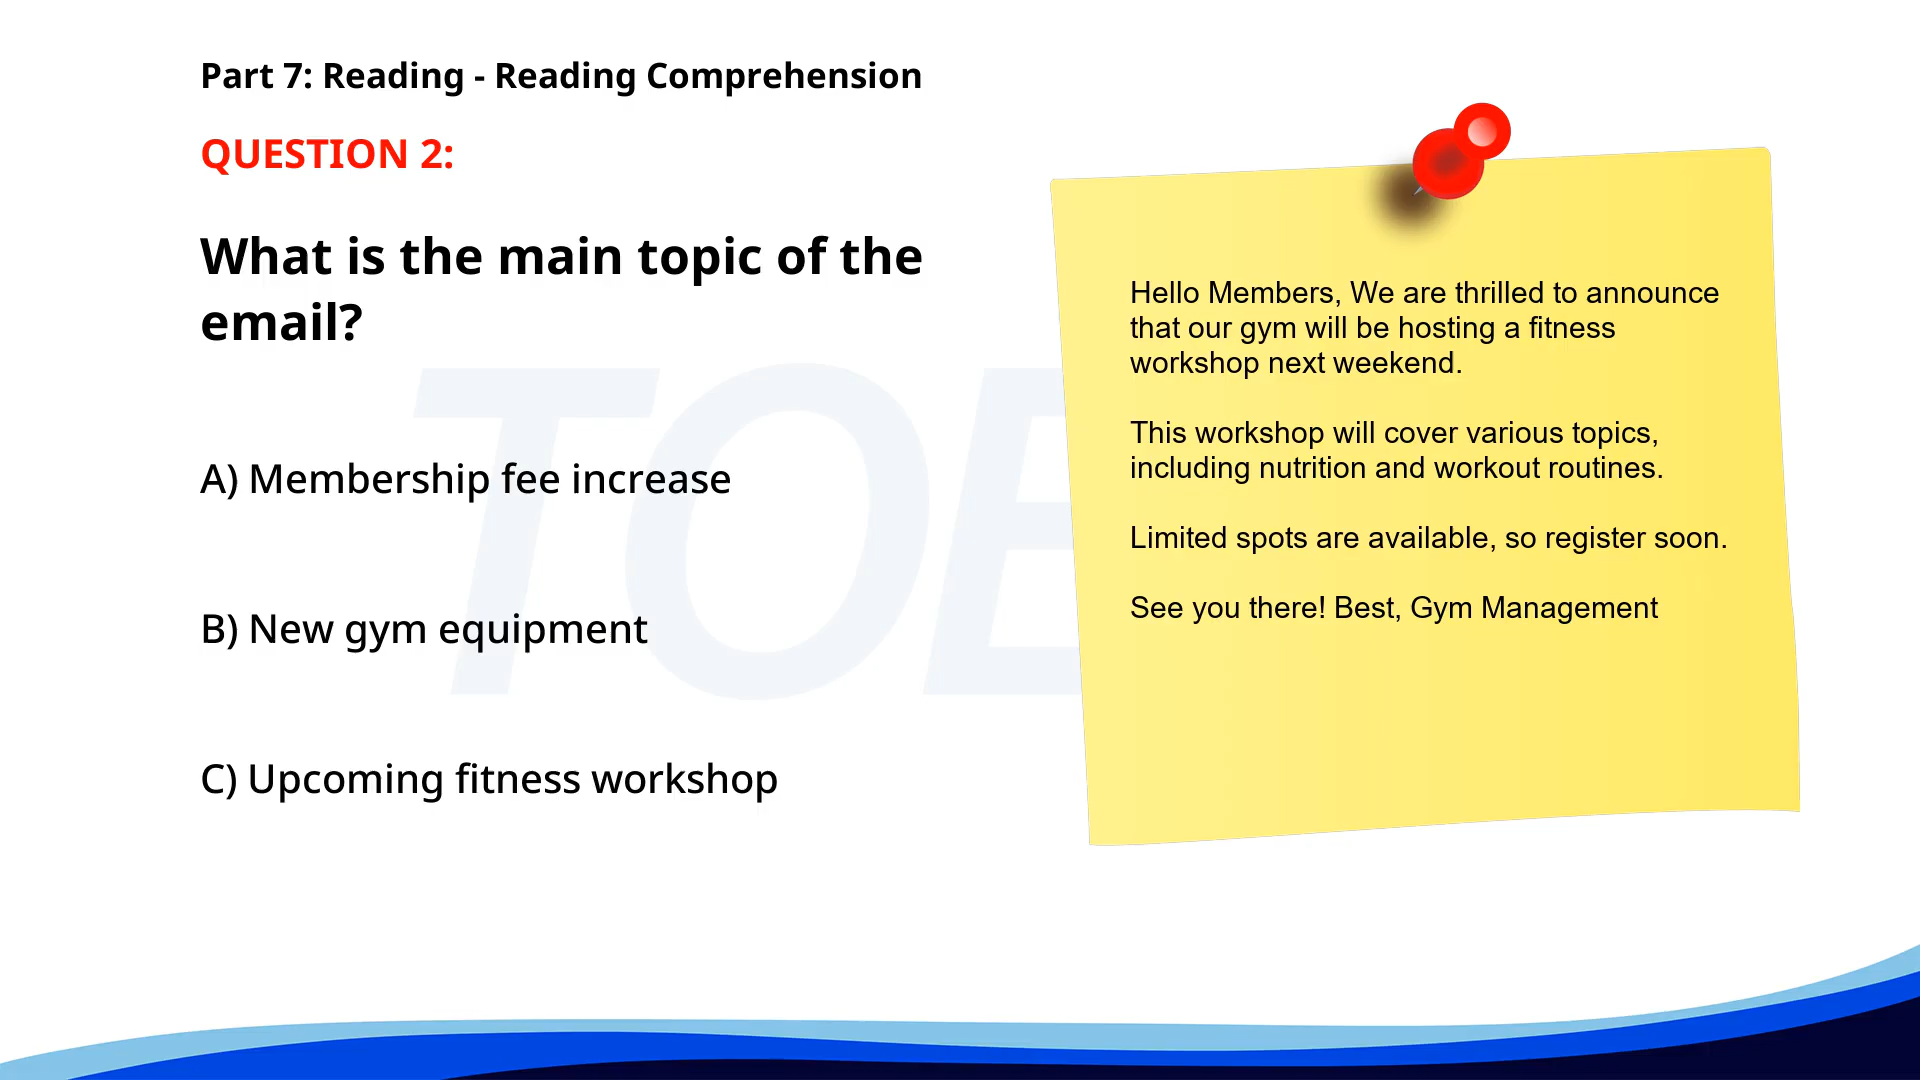 Part 7: Reading - Reading Comprehension
QUESTION 2:
What is the main topic of the
email?
A) Membership fee increase
B) New gym equipment
C) Upcoming fitness workshop
Hello Members, We are thrilled to announce
that our gym will be hosting a fitness
workshop next weekend.
This workshop will cover various topics,
including nutrition and workout routines.
Limited spots are available, so register soon.
See you there! Best, Gym Management